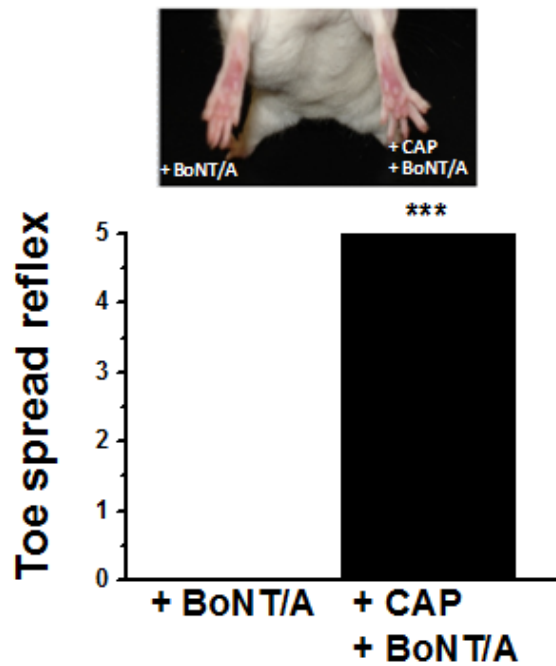 + BoNT/A
+ CAP
+ BoNT/A
***
Toe spread reflex
5
4
3
2
1
0
+ BoNT/A
+ CAP
+ BoNT/A